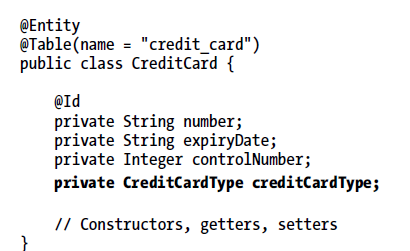 @Entity
@Table(name = "credit_card")
public class CreditCard {
@Id
private String number;
private String expiryDate;
private Integer controlNumber;
private CreditCardType creditCardType;
// Constructors, getters, setters
}